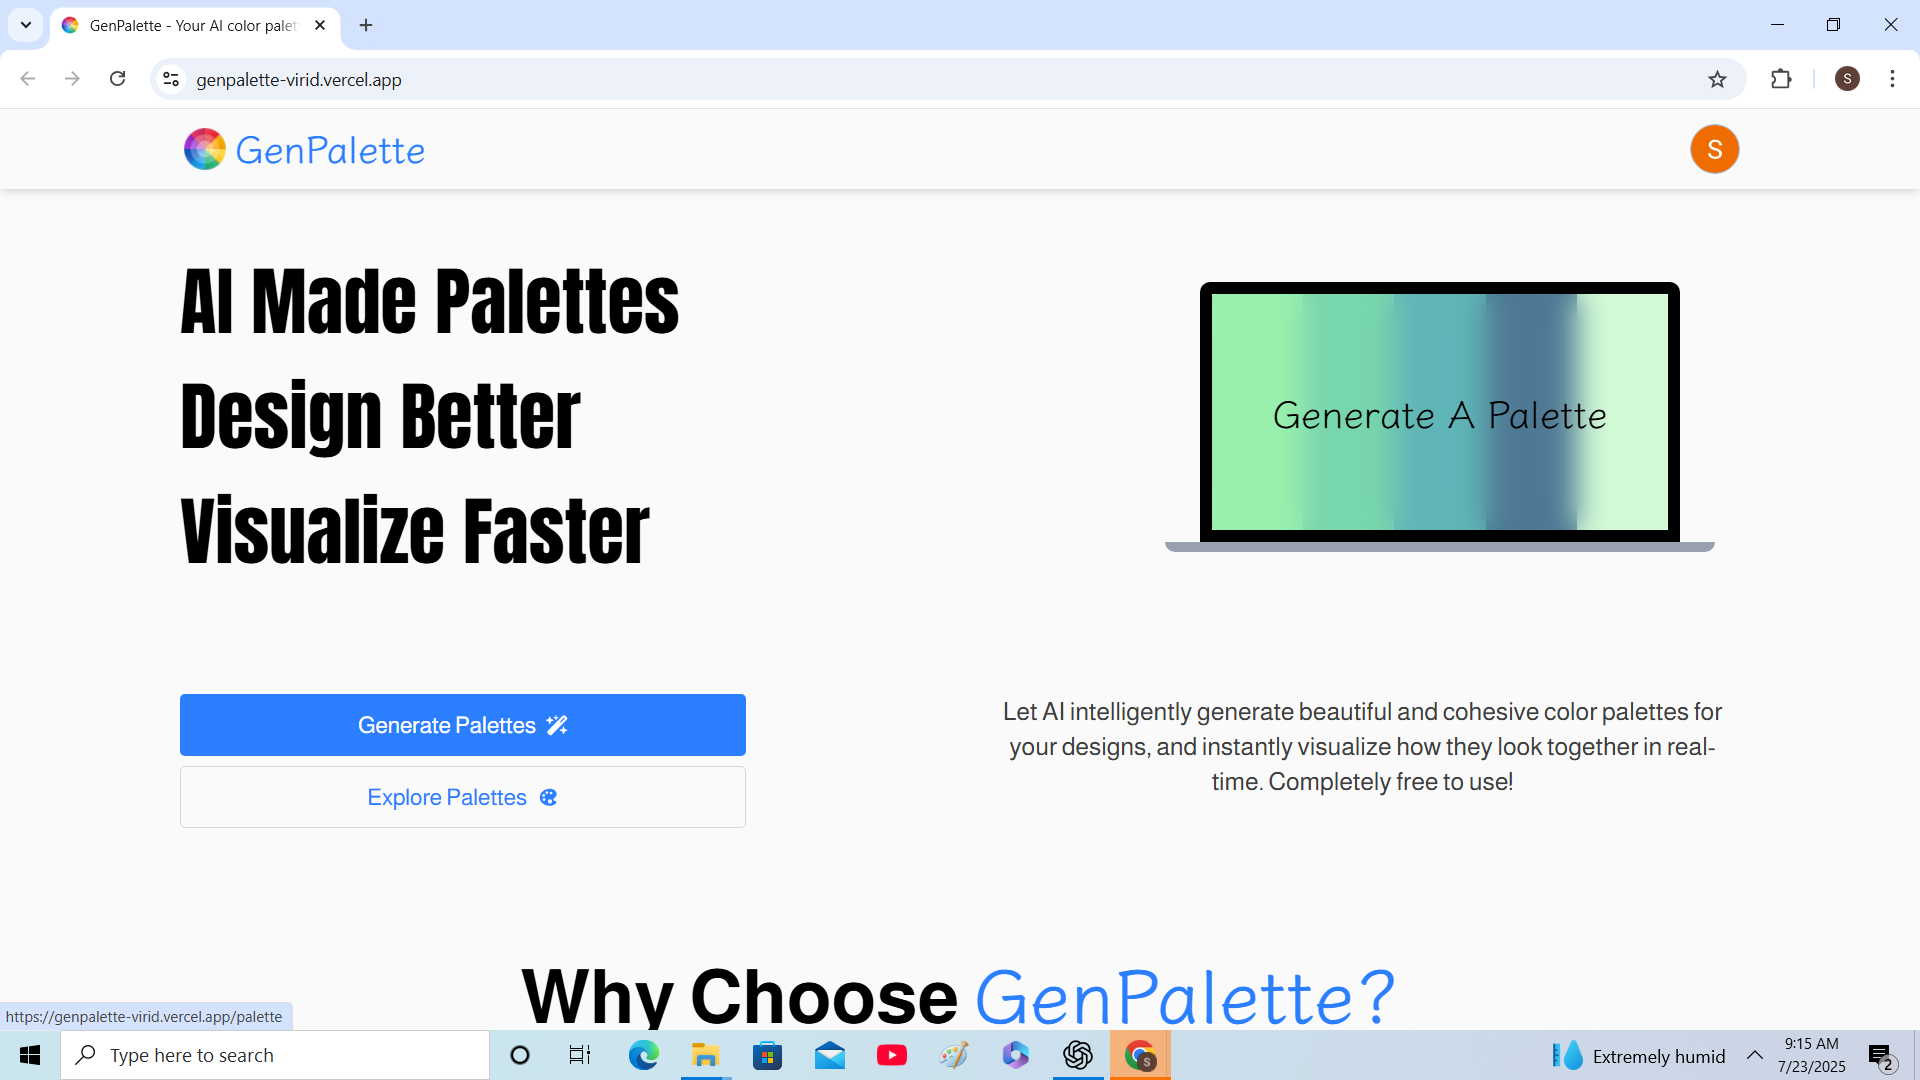 GenPalette - Your AI color palet
genpalette-virid.vercel.app
S
GenPalette
S
AI Made Palettes
Design Better
Visualize Faster
Generate A Palette
Generate Palettes
Explore Palettes
Let AI intelligently generate beautiful and cohesive color palettes for
your designs, and instantly visualize how they look together in real-
time. Completely free to use!
Why Choose GenPalette?
https://genpalette-virid.vercel.app/palette
Type here to search
S
Extremely humid
9:15 AM
7/23/2025
2